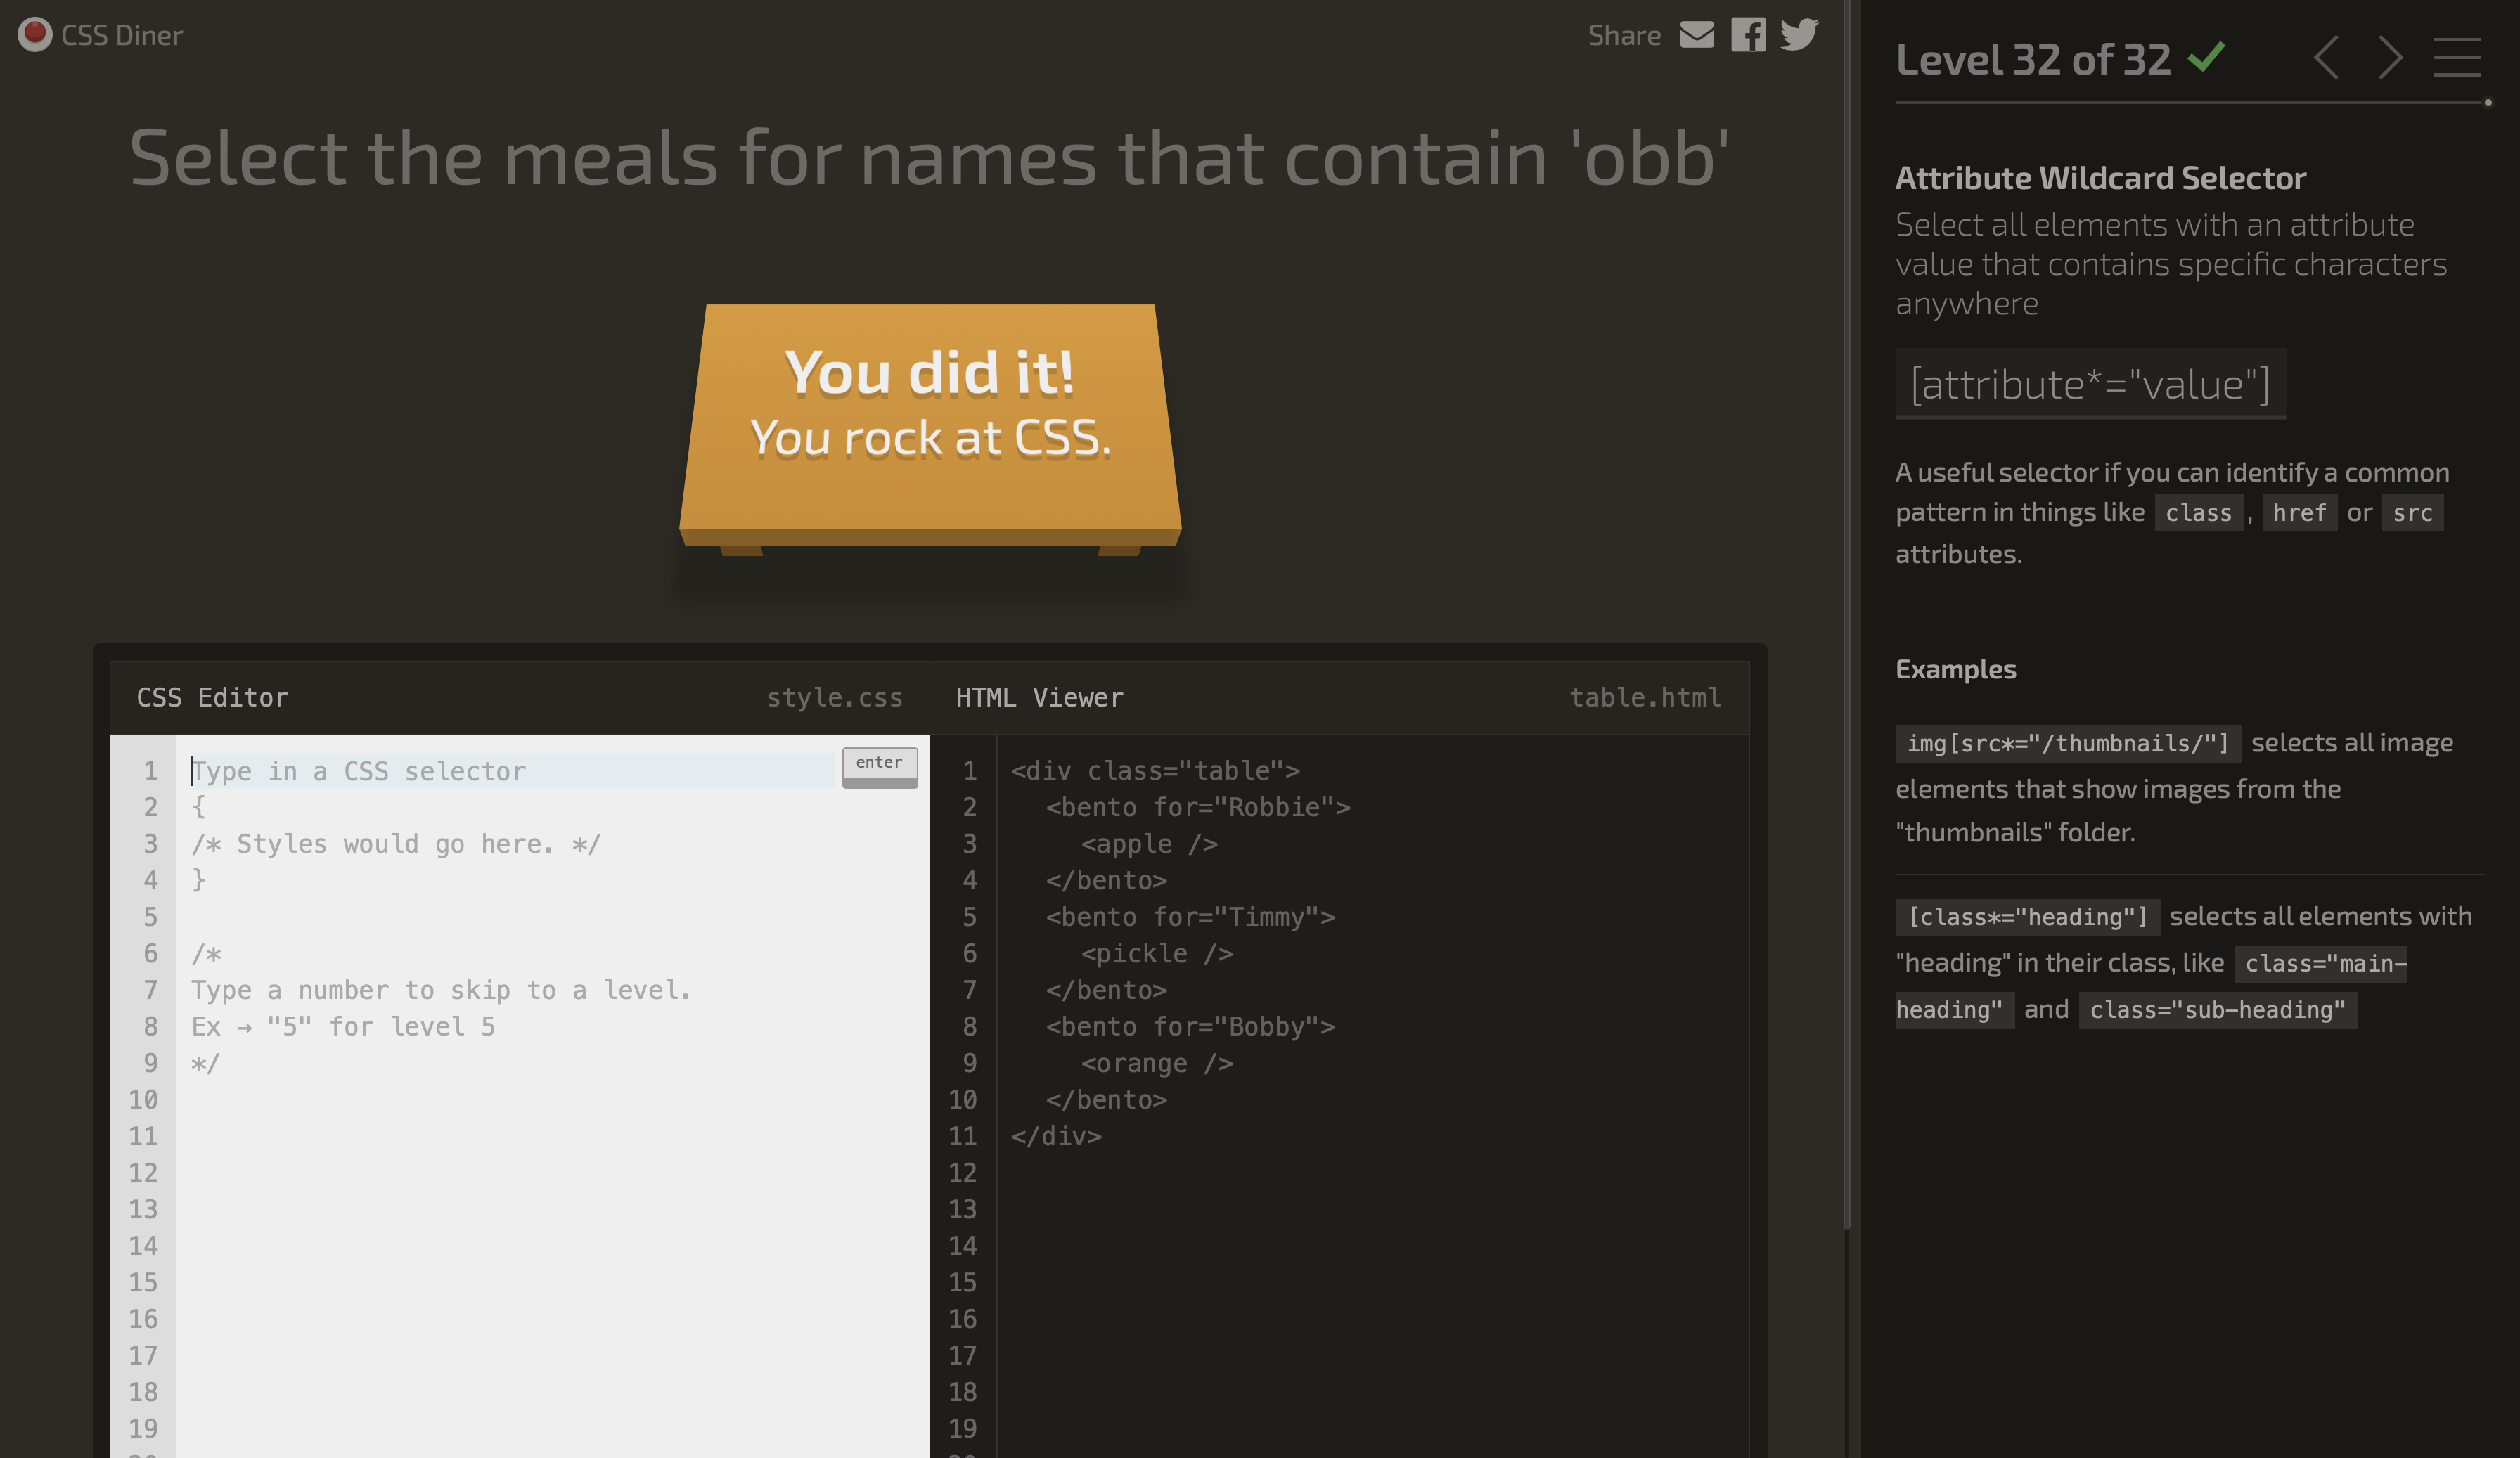 CSS Diner
Share
Select the meals for names that contain 'obb'
You did it!
You rock at CSS.
CSS Editor
style.css
1 Type in a CSS selector
enter
2 {
3 /* Styles would go here. */
4 }
5
6 /*
7 Type a number to skip to a level.
8 Ex → "5" for level 5
9 */
10
11
12
13
14
15
16
17
18
19
HTML Viewer
table.html
1 <div class="table">
2 <bento for="Robbie">
3 <apple />
4 </bento>
5 <bento for="Timmy">
6 <pickle />
7 </bento>
8 <bento for="Bobby">
9 <orange />
10 </bento>
11 </div>
12
13
14
15
16
17
18
19
Level 32 of 32
Attribute Wildcard Selector
Select all elements with an attribute
value that contains specific characters
anywhere
[attribute*="value"]
A useful selector if you can identify a common
pattern in things like class , href or src
attributes.
Examples
img[src*="/thumbnails/"] selects all image
elements that show images from the
"thumbnails" folder.
[class*="heading"] selects all elements with
"heading" in their class, like class="main-
heading" and class="sub-heading"